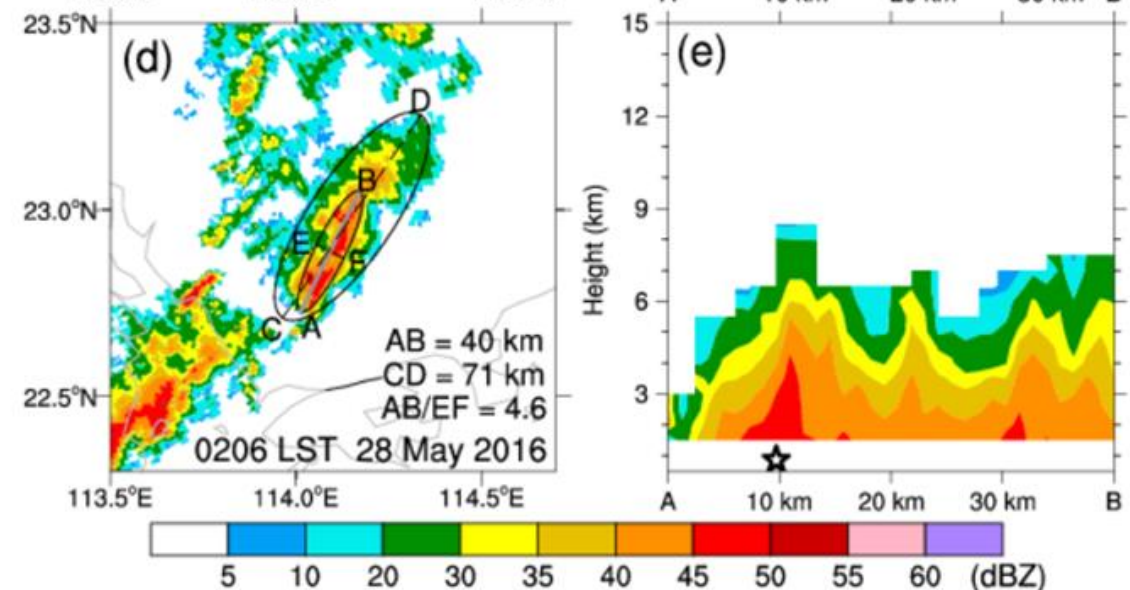 23.5°N
(d)
D
B
23.0°N
E
F
C A
AB = 40 km
CD = 71 km
22.5°N
AB/EF = 4.6
0206 LST 28 May 2016
113.5°E 114.0°E 114.5°E
15
(e)
12
9
Height (km)
6
3
A 10 km 20 km 30 km B
5 10 20 30 35 40 45 50 55 60 (dBZ)